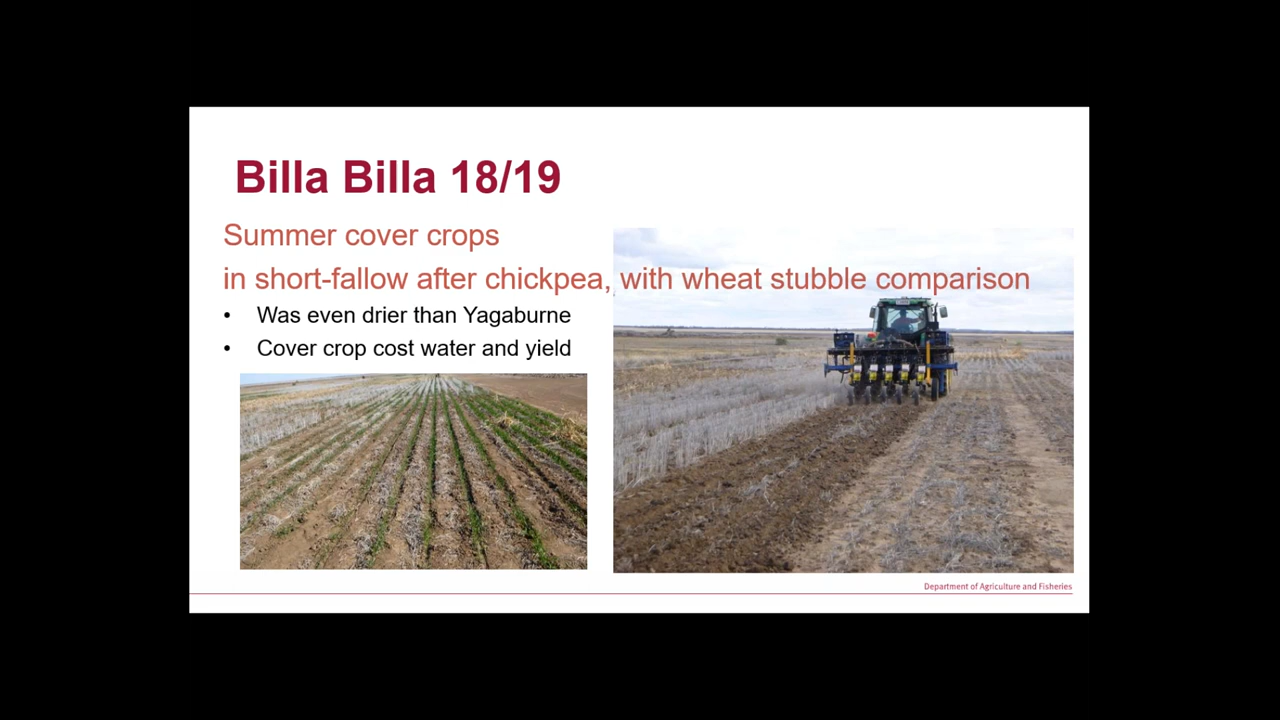 Billa Billa 18/19
Summer cover crops
in short-fallow after chickpea, with wheat stubble comparison
• Was even drier than Yagaburne
• Cover crop cost water and yield
Department of Agriculture and Fisheries